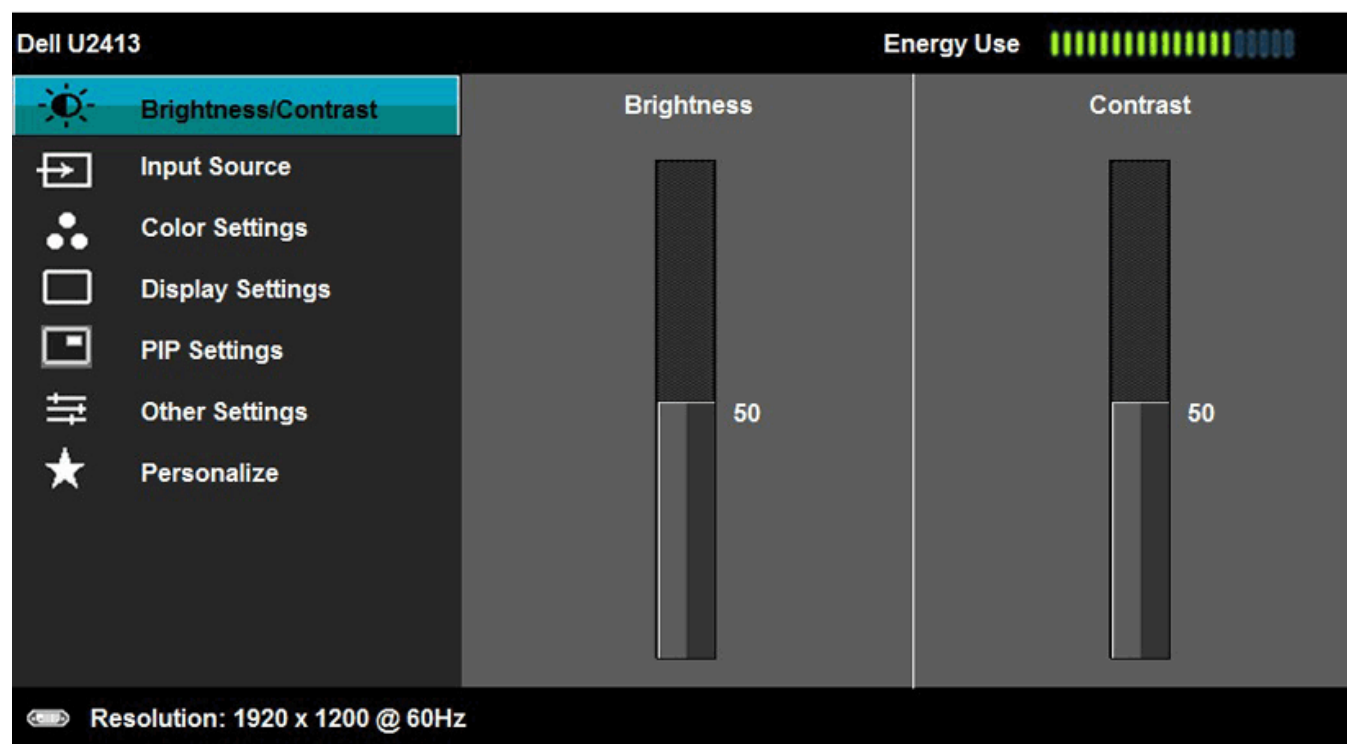 Dell U2413
Energy Use
Brightness/Contrast
Input Source
Color Settings
Display Settings
PIP Settings
Other Settings
Personalize
Brightness
50
Contrast
50
Resolution: 1920 x 1200 @ 60Hz